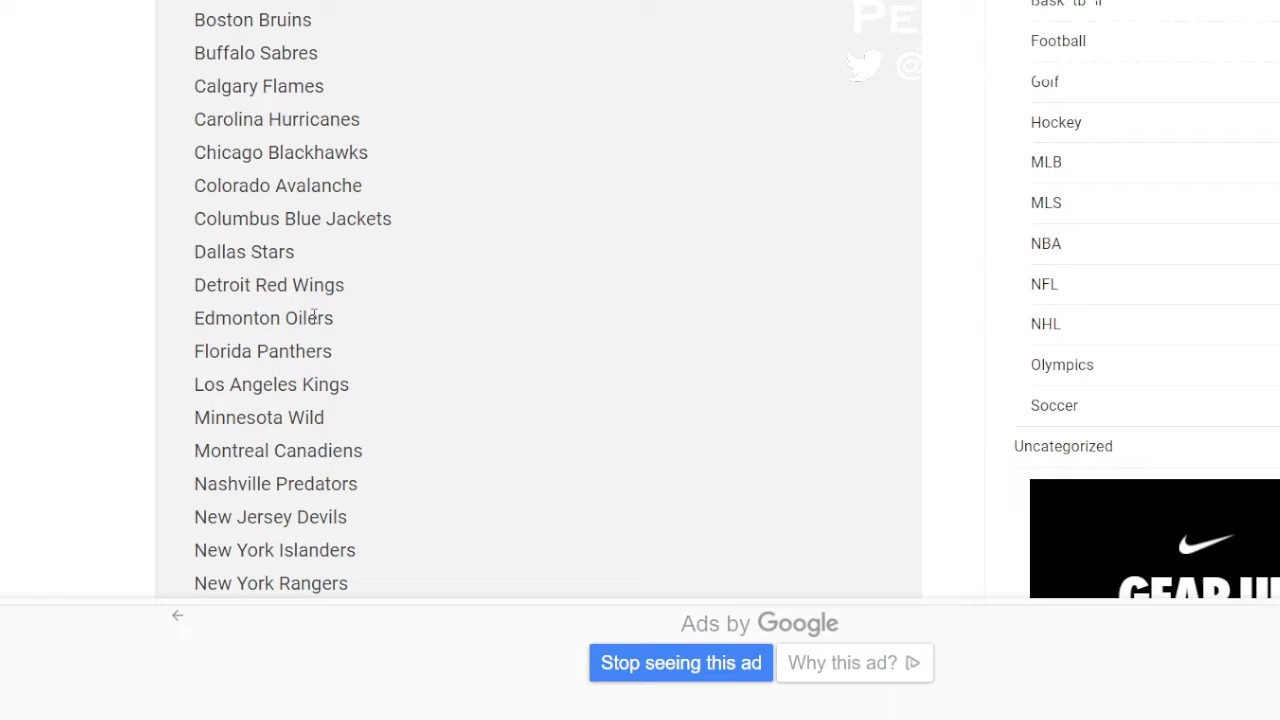 Boston Bruins
Buffalo Sabres
Calgary Flames
Carolina Hurricanes
Chicago Blackhawks
Colorado Avalanche
Columbus Blue Jackets
Dallas Stars
Detroit Red Wings
Edmonton Oilers
Florida Panthers
Los Angeles Kings
Minnesota Wild
Montreal Canadiens
Nashville Predators
New Jersey Devils
New York Islanders
New York Rangers
PE
@
Football
Golf
Hockey
MLB
MLS
NBA
NFL
NHL
Olympics
Soccer
Uncategorized
GEAR U
Ads by Google
Stop seeing this ad
Why this ad?